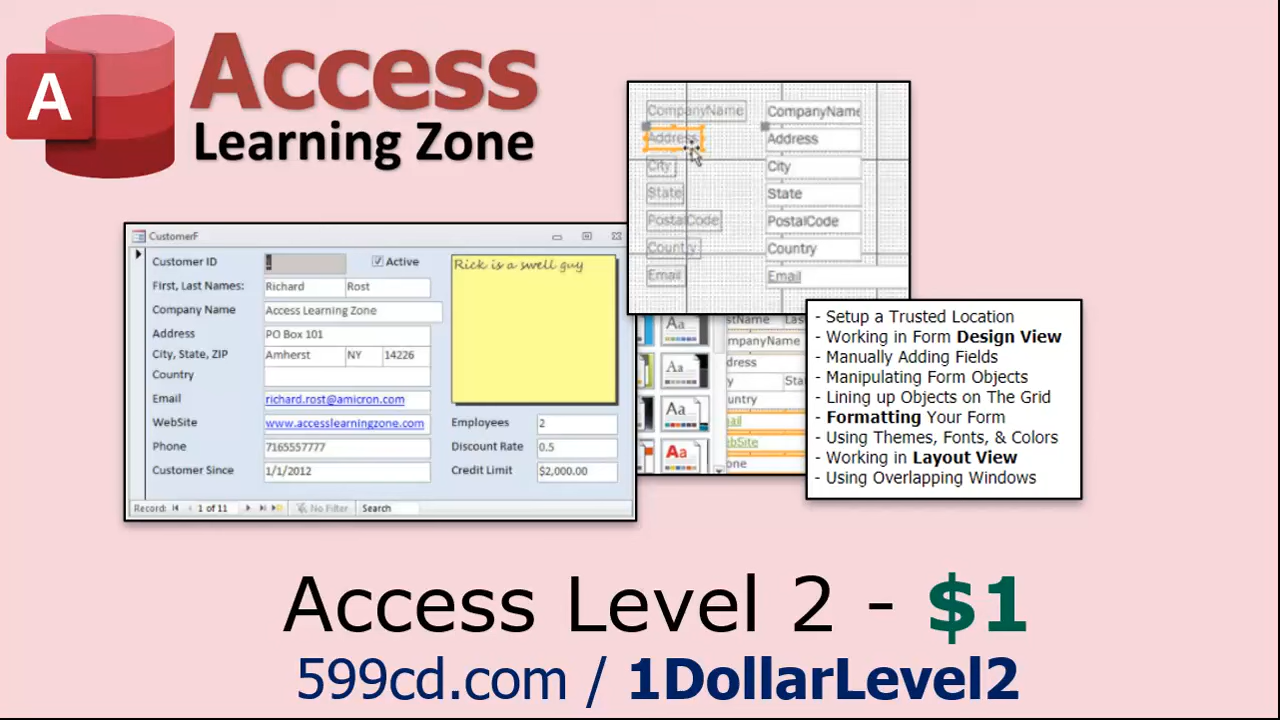 A
Access
Learning Zone
CompanyName CompanyName
Address Address
City City
State State
PostalCode PostalCode
Country Country
Email Email
CustomerF
Customer ID Active
First, Last Names: Richard Rost
Company Name Access Learning Zone
Address PO Box 101
City, State, ZIP Amherst NY 14226
Country
Email richard.rost@amicron.com
WebSite www.accesslearningzone.com
Phone 7165557777
Customer Since 1/1/2012
Rick is a swell guy
Employees 2
Discount Rate 0.5
Credit Limit $2,000.00
Record: 1 of 11 No Filter Search
Aa
Aa
Aa
Aa
- Setup a Trusted Location
- Working in Form Design View
- Manually Adding Fields
- Manipulating Form Objects
- Lining up Objects on The Grid
- Formatting Your Form
- Using Themes, Fonts, & Colors
- Working in Layout View
- Using Overlapping Windows
Access Level 2 - $1
599cd.com / 1DollarLevel2